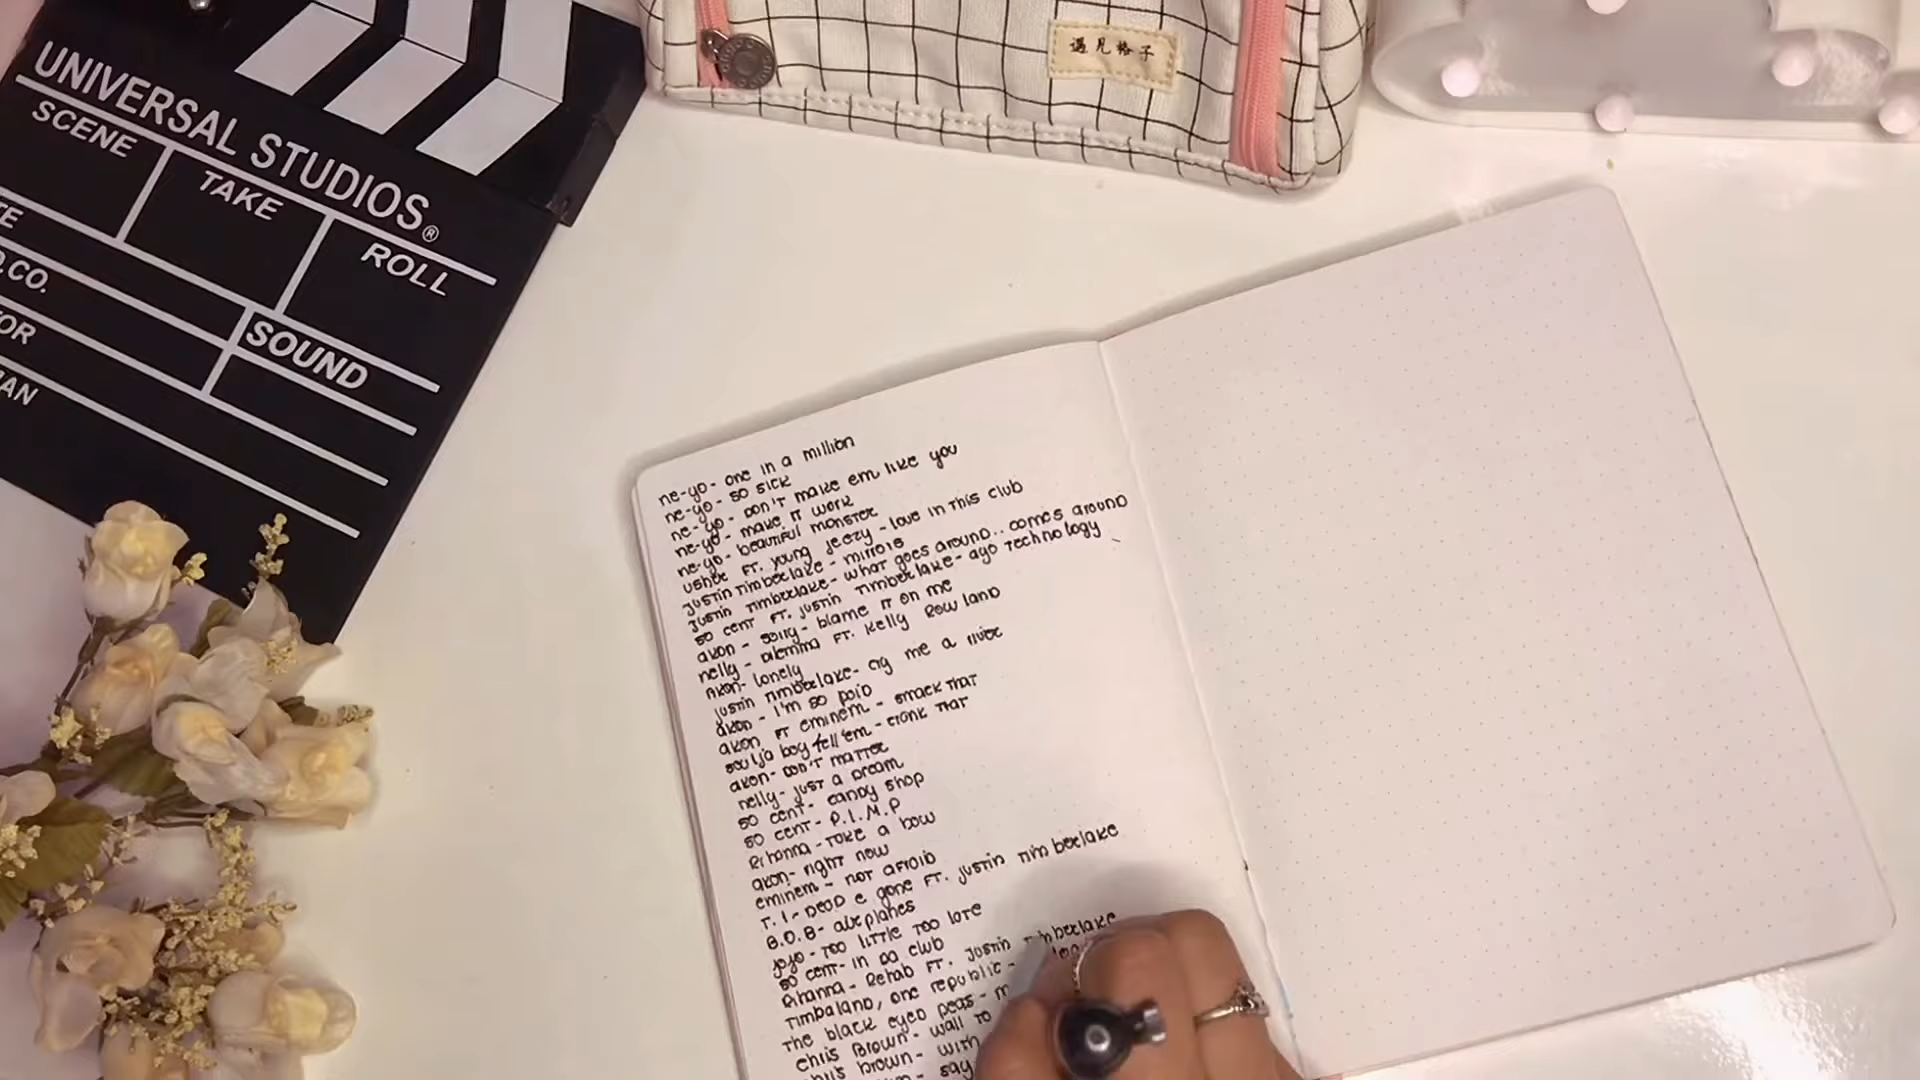 UNIVERSAL STUDIOS®
SCENE
TAKE
ROLL
SOUND
遇见格子
ne-yo- one in a million
ne-yo- so sick
ne-yo- don't make em like you
ne-yo- make it work
ne-yo- beautiful monster
usher ft. young jeezy - love in this club
justin timberlake - mirrors
justin timberlake- what goes around...comes around
50 cent ft. justin timberlake- ayo technology
akon - sorry- blame it on me
nelly - dilemma ft. kelly rowland
akon- lonely
justin timberlake- cry me a river
akon - i'm so paid
akon ft eminem - smack that
soulja boy tell'em - crank that
akon- don't matter
nelly- just a dream
50 cent- candy shop
50 cent- P.I.M.P
Rihanna - take a bow
akon- right now
eminem - not afraid
T.I.- dead e gone ft. justin timberlake
B.O.B- airplanes
jojo- too little too late
50 cent- in da club
Rihanna - Rehab ft. justin timberlake
timbaland, one republic -
the black eyed peas - m
chris Brown- wall to
brown- with
say